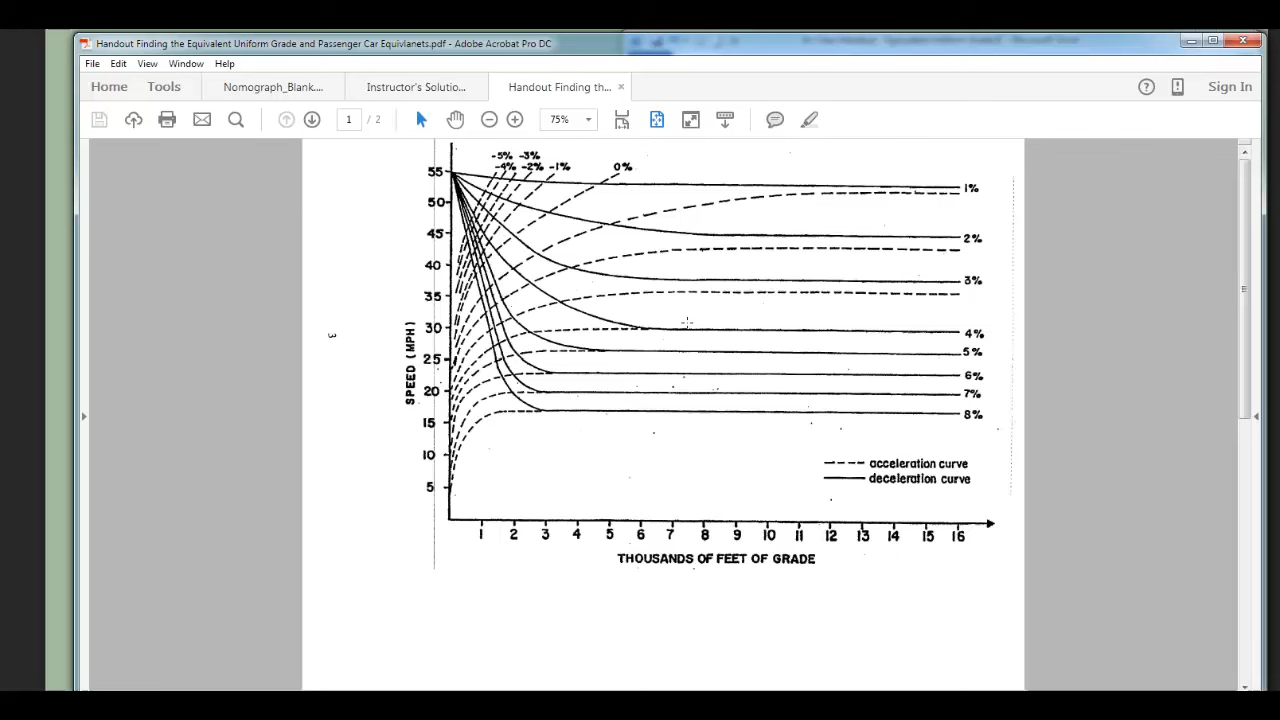 Handout Finding the Equivalent Uniform Grade and Passenger Car Equivlanets.pdf - Adobe Acrobat Pro DC
File Edit View Window Help
Home Tools Nomograph_Blank.... Instructor's Solutio... Handout Finding th... × Sign In
1 / 2 75%
-5% -3%
-4% -2% -1% 0%
55
50
45
40
35
30
25
20
15
10
5
SPEED (MPH)
3
1%
2%
3%
4%
5%
6%
7%
8%
acceleration curve
deceleration curve
1 2 3 4 5 6 7 8 9 10 11 12 13 14 15 16
THOUSANDS OF FEET OF GRADE